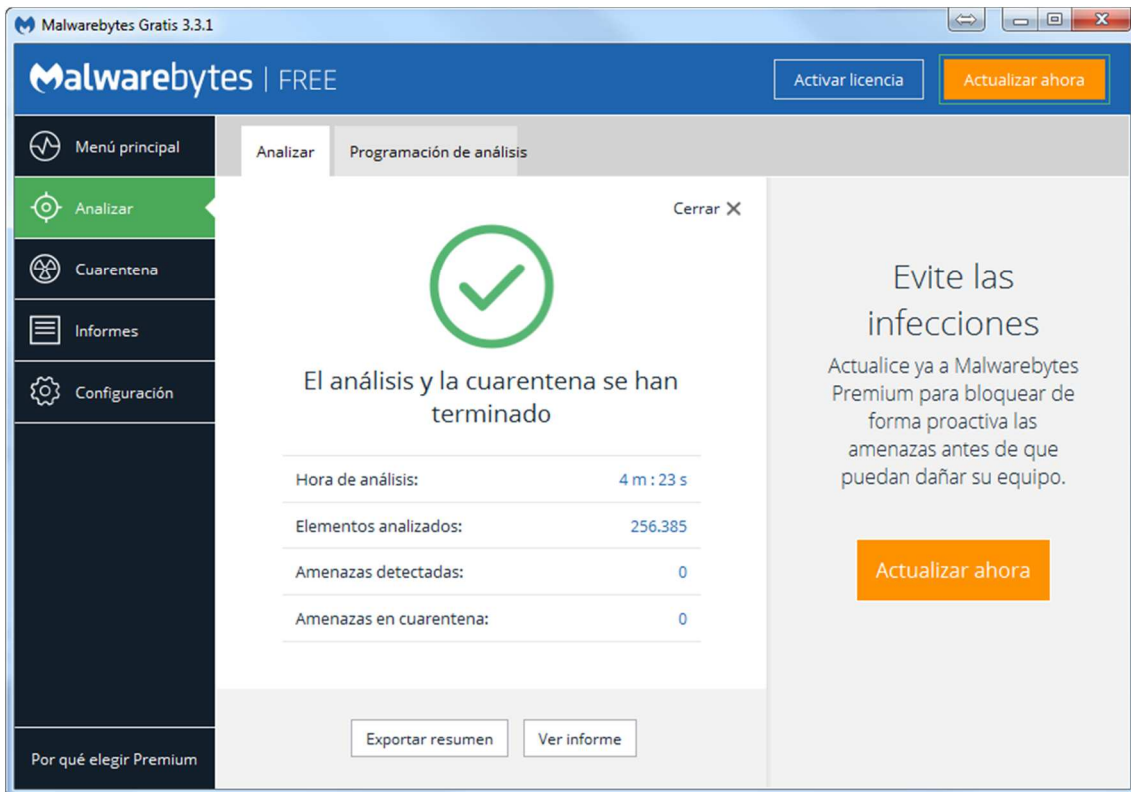 Malwarebytes Gratis 3.3.1
Malwarebytes | FREE
Activar licencia
Actualizar ahora
Menú principal
Analizar
Cuarentena
Informes
Configuración
Por qué elegir Premium
Analizar
Programación de análisis
Cerrar
El análisis y la cuarentena se han
terminado
Hora de análisis: 4 m : 23 s
Elementos analizados: 256.385
Amenazas detectadas: 0
Amenazas en cuarentena: 0
Exportar resumen
Ver informe
Evite las
infecciones
Actualice ya a Malwarebytes
Premium para bloquear de
forma proactiva las
amenazas antes de que
puedan dañar su equipo.
Actualizar ahora